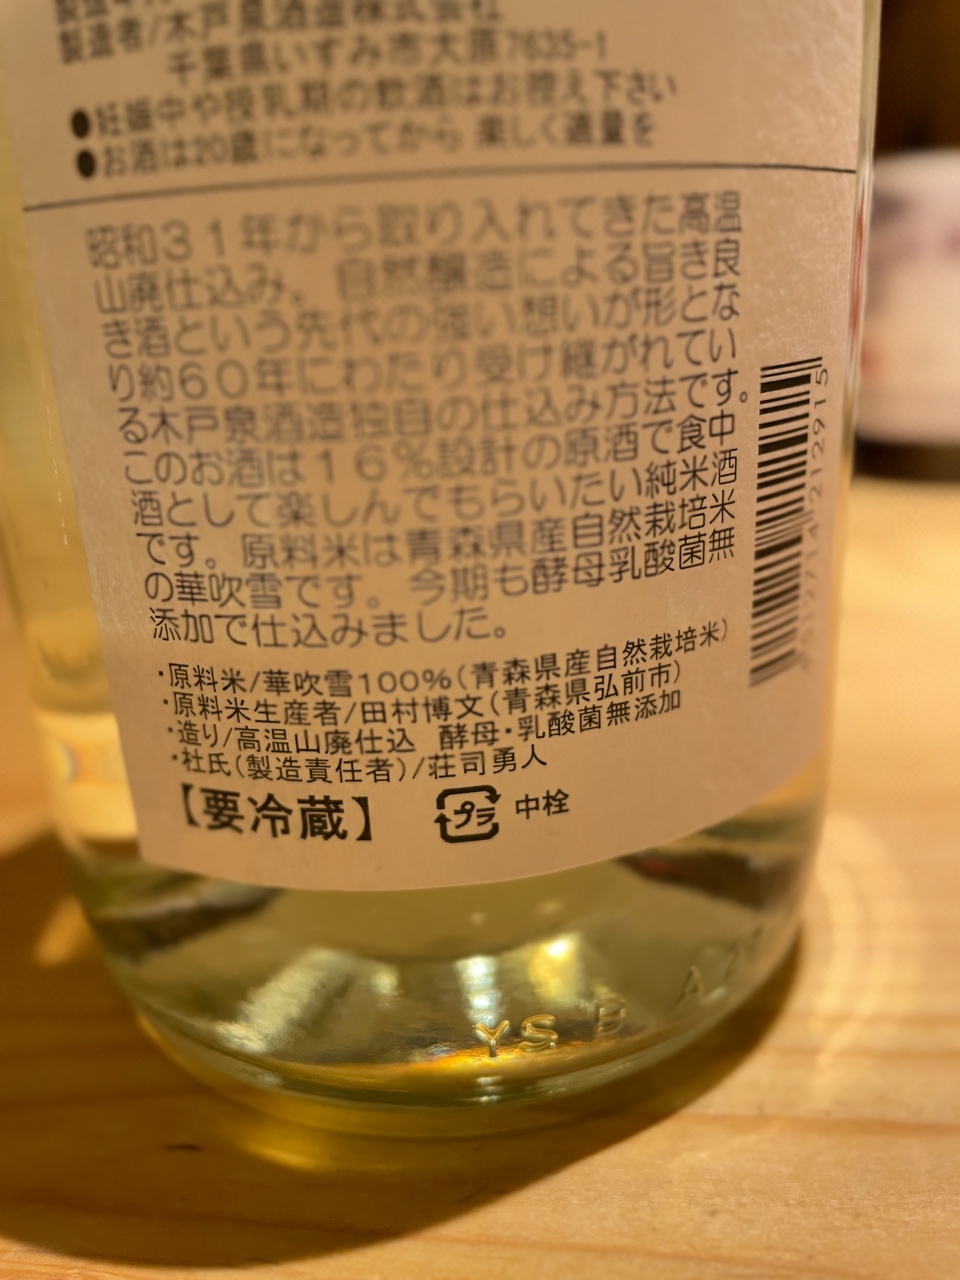 製造者/木戸泉酒造株式会社
千葉県いすみ市大原7635-1
●妊娠中や授乳期の飲酒はお控え下さい
●お酒は20歳になってから 楽しく適量を
昭和31年から取り入れてきた高温
山廃仕込み。自然醸造による旨き良
き酒という先代の強い想いが形とな
り約60年にわたり受け継がれてい
る木戸泉酒造独自の仕込み方法です。
このお酒は16%設計の原酒で食中
酒として楽しんでもらいたい純米酒
です。原料米は青森県産自然栽培米
の華吹雪です。今期も酵母乳酸菌無
添加で仕込みました。
・原料米/華吹雪100%(青森県産自然栽培米)
・原料米生産者/田村博文(青森県弘前市)
・造り/高温山廃仕込 酵母・乳酸菌無添加
・杜氏(製造責任者)/荘司勇人
【要冷蔵】 プラ 中栓
YS B A